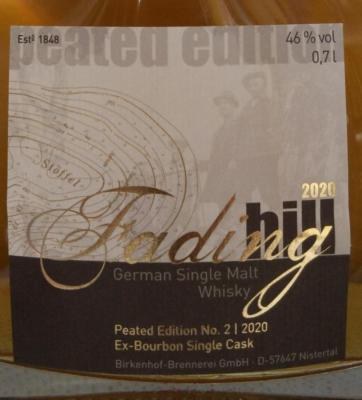 peated edition
Estd 1848
46 % vol
0,7 l
Stöffel
2020
Fading
hill
German Single Malt
Whisky
Peated Edition No. 2 | 2020
Ex-Bourbon Single Cask
Birkenhof-Brennerei GmbH · D-57647 Nistertal